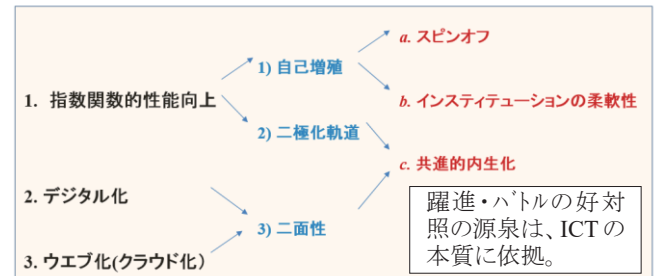 a. スピンオフ
1) 自己増殖
1. 指数関数的性能向上
b. インスティテューションの柔軟性
2) 二極化軌道
c. 共進的内生化
2. デジタル化
3) 二面性
3. ウエブ化(クラウド化)
躍進・バトルの好対
照の源泉は、ICTの
本質に依拠。